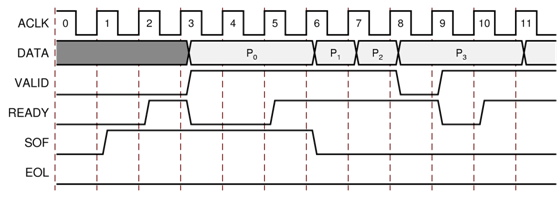 ACLK 0 1 2 3 4 5 6 7 8 9 10 11
DATA P₀ P₁ P₂ P₃
VALID
READY
SOF
EOL